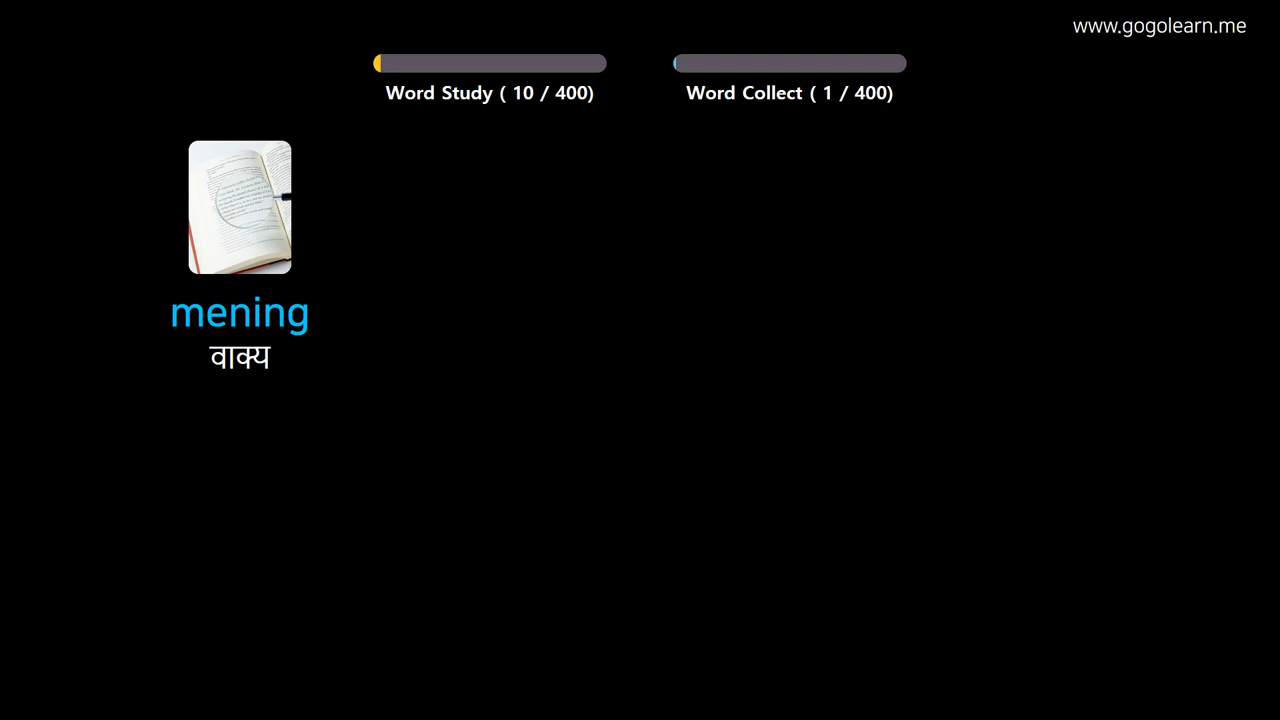 www.gogolearn.me
Word Study ( 10 / 400)
Word Collect ( 1 / 400)
mening
वाक्य